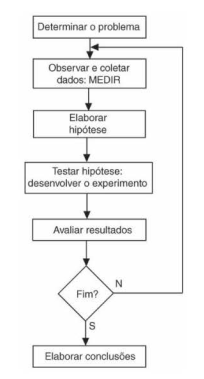 Determinar o problema
Observar e coletar
dados: MEDIR
Elaborar
hipótese
Testar hipótese:
desenvolver o experimento
Avaliar resultados
Fim?
N
S
Elaborar conclusões